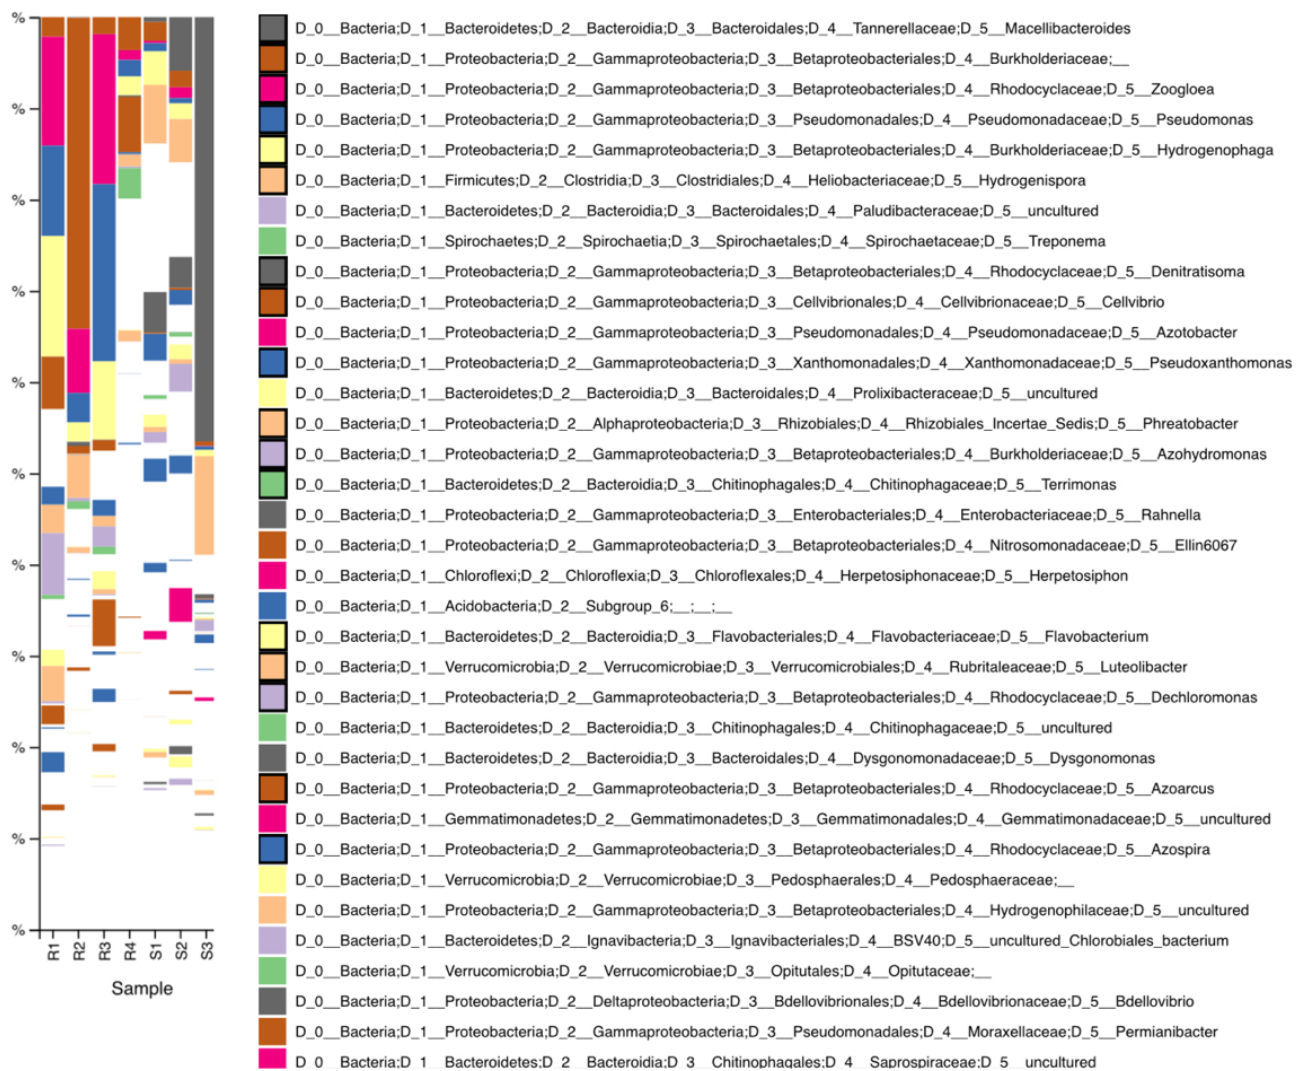 %
%
%
%
%
%
%
%
%
%
%
R1
R2
R3
R4
S1
S2
S3
Sample
D_0__Bacteria;D_1__Bacteroidetes;D_2__Bacteroidia;D_3__Bacteroidales;D_4__Tannerellaceae;D_5__Macellibacteroides
D_0__Bacteria;D_1__Proteobacteria;D_2__Gammaproteobacteria;D_3__Betaproteobacteriales;D_4__Burkholderiaceae;__
D_0__Bacteria;D_1__Proteobacteria;D_2__Gammaproteobacteria;D_3__Betaproteobacteriales;D_4__Rhodocyclaceae;D_5__Zoogloea
D_0__Bacteria;D_1__Proteobacteria;D_2__Gammaproteobacteria;D_3__Pseudomonadales;D_4__Pseudomonadaceae;D_5__Pseudomonas
D_0__Bacteria;D_1__Proteobacteria;D_2__Gammaproteobacteria;D_3__Betaproteobacteriales;D_4__Burkholderiaceae;D_5__Hydrogenophaga
D_0__Bacteria;D_1__Firmicutes;D_2__Clostridia;D_3__Clostridiales;D_4__Heliobacteriaceae;D_5__Hydrogenispora
D_0__Bacteria;D_1__Bacteroidetes;D_2__Bacteroidia;D_3__Bacteroidales;D_4__Paludibacteraceae;D_5__uncultured
D_0__Bacteria;D_1__Spirochaetes;D_2__Spirochaetia;D_3__Spirochaetales;D_4__Spirochaetaceae;D_5__Treponema
D_0__Bacteria;D_1__Proteobacteria;D_2__Gammaproteobacteria;D_3__Betaproteobacteriales;D_4__Rhodocyclaceae;D_5__Denitratisoma
D_0__Bacteria;D_1__Proteobacteria;D_2__Gammaproteobacteria;D_3__Cellvibrionales;D_4__Cellvibrionaceae;D_5__Cellvibrio
D_0__Bacteria;D_1__Proteobacteria;D_2__Gammaproteobacteria;D_3__Pseudomonadales;D_4__Pseudomonadaceae;D_5__Azotobacter
D_0__Bacteria;D_1__Proteobacteria;D_2__Gammaproteobacteria;D_3__Xanthomonadales;D_4__Xanthomonadaceae;D_5__Pseudoxanthomonas
D_0__Bacteria;D_1__Bacteroidetes;D_2__Bacteroidia;D_3__Bacteroidales;D_4__Prolixibacteraceae;D_5__uncultured
D_0__Bacteria;D_1__Proteobacteria;D_2__Alphaproteobacteria;D_3__Rhizobiales;D_4__Rhizobiales_Incertae_Sedis;D_5__Phreatobacter
D_0__Bacteria;D_1__Proteobacteria;D_2__Gammaproteobacteria;D_3__Betaproteobacteriales;D_4__Burkholderiaceae;D_5__Azohydromonas
D_0__Bacteria;D_1__Bacteroidetes;D_2__Bacteroidia;D_3__Chitinophagales;D_4__Chitinophagaceae;D_5__Terrimonas
D_0__Bacteria;D_1__Proteobacteria;D_2__Gammaproteobacteria;D_3__Enterobacteriales;D_4__Enterobacteriaceae;D_5__Rahnella
D_0__Bacteria;D_1__Proteobacteria;D_2__Gammaproteobacteria;D_3__Betaproteobacteriales;D_4__Nitrosomonadaceae;D_5__Ellin6067
D_0__Bacteria;D_1__Chloroflexi;D_2__Chloroflexia;D_3__Chloroflexales;D_4__Herpetosiphonaceae;D_5__Herpetosiphon
D_0__Bacteria;D_1__Acidobacteria;D_2__Subgroup_6;__;__;__
D_0__Bacteria;D_1__Bacteroidetes;D_2__Bacteroidia;D_3__Flavobacteriales;D_4__Flavobacteriaceae;D_5__Flavobacterium
D_0__Bacteria;D_1__Verrucomicrobia;D_2__Verrucomicrobiae;D_3__Verrucomicrobiales;D_4__Rubritaleaceae;D_5__Luteolibacter
D_0__Bacteria;D_1__Proteobacteria;D_2__Gammaproteobacteria;D_3__Betaproteobacteriales;D_4__Rhodocyclaceae;D_5__Dechloromonas
D_0__Bacteria;D_1__Bacteroidetes;D_2__Bacteroidia;D_3__Chitinophagales;D_4__Chitinophagaceae;D_5__uncultured
D_0__Bacteria;D_1__Bacteroidetes;D_2__Bacteroidia;D_3__Bacteroidales;D_4__Dysgonomonadaceae;D_5__Dysgonomonas
D_0__Bacteria;D_1__Proteobacteria;D_2__Gammaproteobacteria;D_3__Betaproteobacteriales;D_4__Rhodocyclaceae;D_5__Azoarcus
D_0__Bacteria;D_1__Gemmatimonadetes;D_2__Gemmatimonadetes;D_3__Gemmatimonadales;D_4__Gemmatimonadaceae;D_5__uncultured
D_0__Bacteria;D_1__Proteobacteria;D_2__Gammaproteobacteria;D_3__Betaproteobacteriales;D_4__Rhodocyclaceae;D_5__Azospira
D_0__Bacteria;D_1__Verrucomicrobia;D_2__Verrucomicrobiae;D_3__Pedosphaerales;D_4__Pedosphaeraceae;__
D_0__Bacteria;D_1__Proteobacteria;D_2__Gammaproteobacteria;D_3__Betaproteobacteriales;D_4__Hydrogenophilaceae;D_5__uncultured
D_0__Bacteria;D_1__Bacteroidetes;D_2__Ignavibacteria;D_3__Ignavibacteriales;D_4__BSV40;D_5__uncultured_Chlorobiales_bacterium
D_0__Bacteria;D_1__Verrucomicrobia;D_2__Verrucomicrobiae;D_3__Opitutales;D_4__Opitutaceae;__
D_0__Bacteria;D_1__Proteobacteria;D_2__Deltaproteobacteria;D_3__Bdellovibrionales;D_4__Bdellovibrionaceae;D_5__Bdellovibrio
D_0__Bacteria;D_1__Proteobacteria;D_2__Gammaproteobacteria;D_3__Pseudomonadales;D_4__Moraxellaceae;D_5__Permianibacter
D_0__Bacteria;D_1__Bacteroidetes;D_2__Bacteroidia;D_3__Chitinophagales;D_4__Saprospiraceae;D_5__uncultured